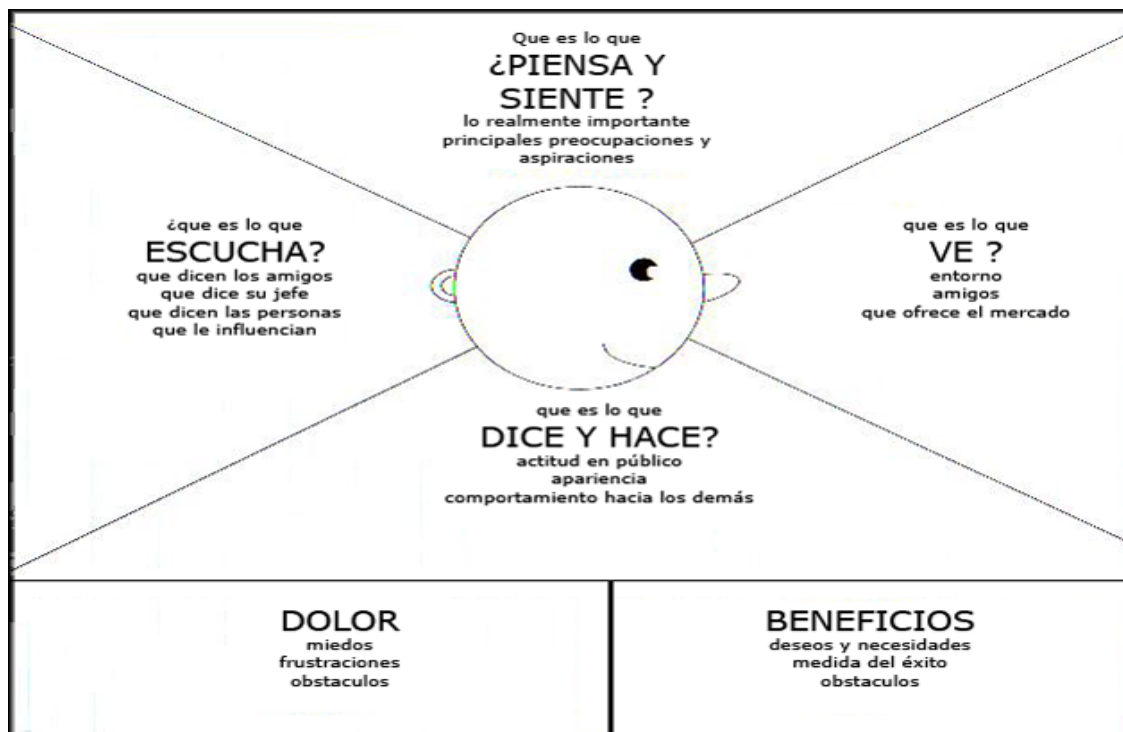 Que es lo que
¿PIENSA Y
SIENTE ?
lo realmente importante
principales preocupaciones y
aspiraciones
¿que es lo que
ESCUCHA?
que dicen los amigos
que dice su jefe
que dicen las personas
que le influencian
que es lo que
VE ?
entorno
amigos
que ofrece el mercado
que es lo que
DICE Y HACE?
actitud en público
apariencia
comportamiento hacia los demás
DOLOR
miedos
frustraciones
obstaculos
BENEFICIOS
deseos y necesidades
medida del éxito
obstaculos